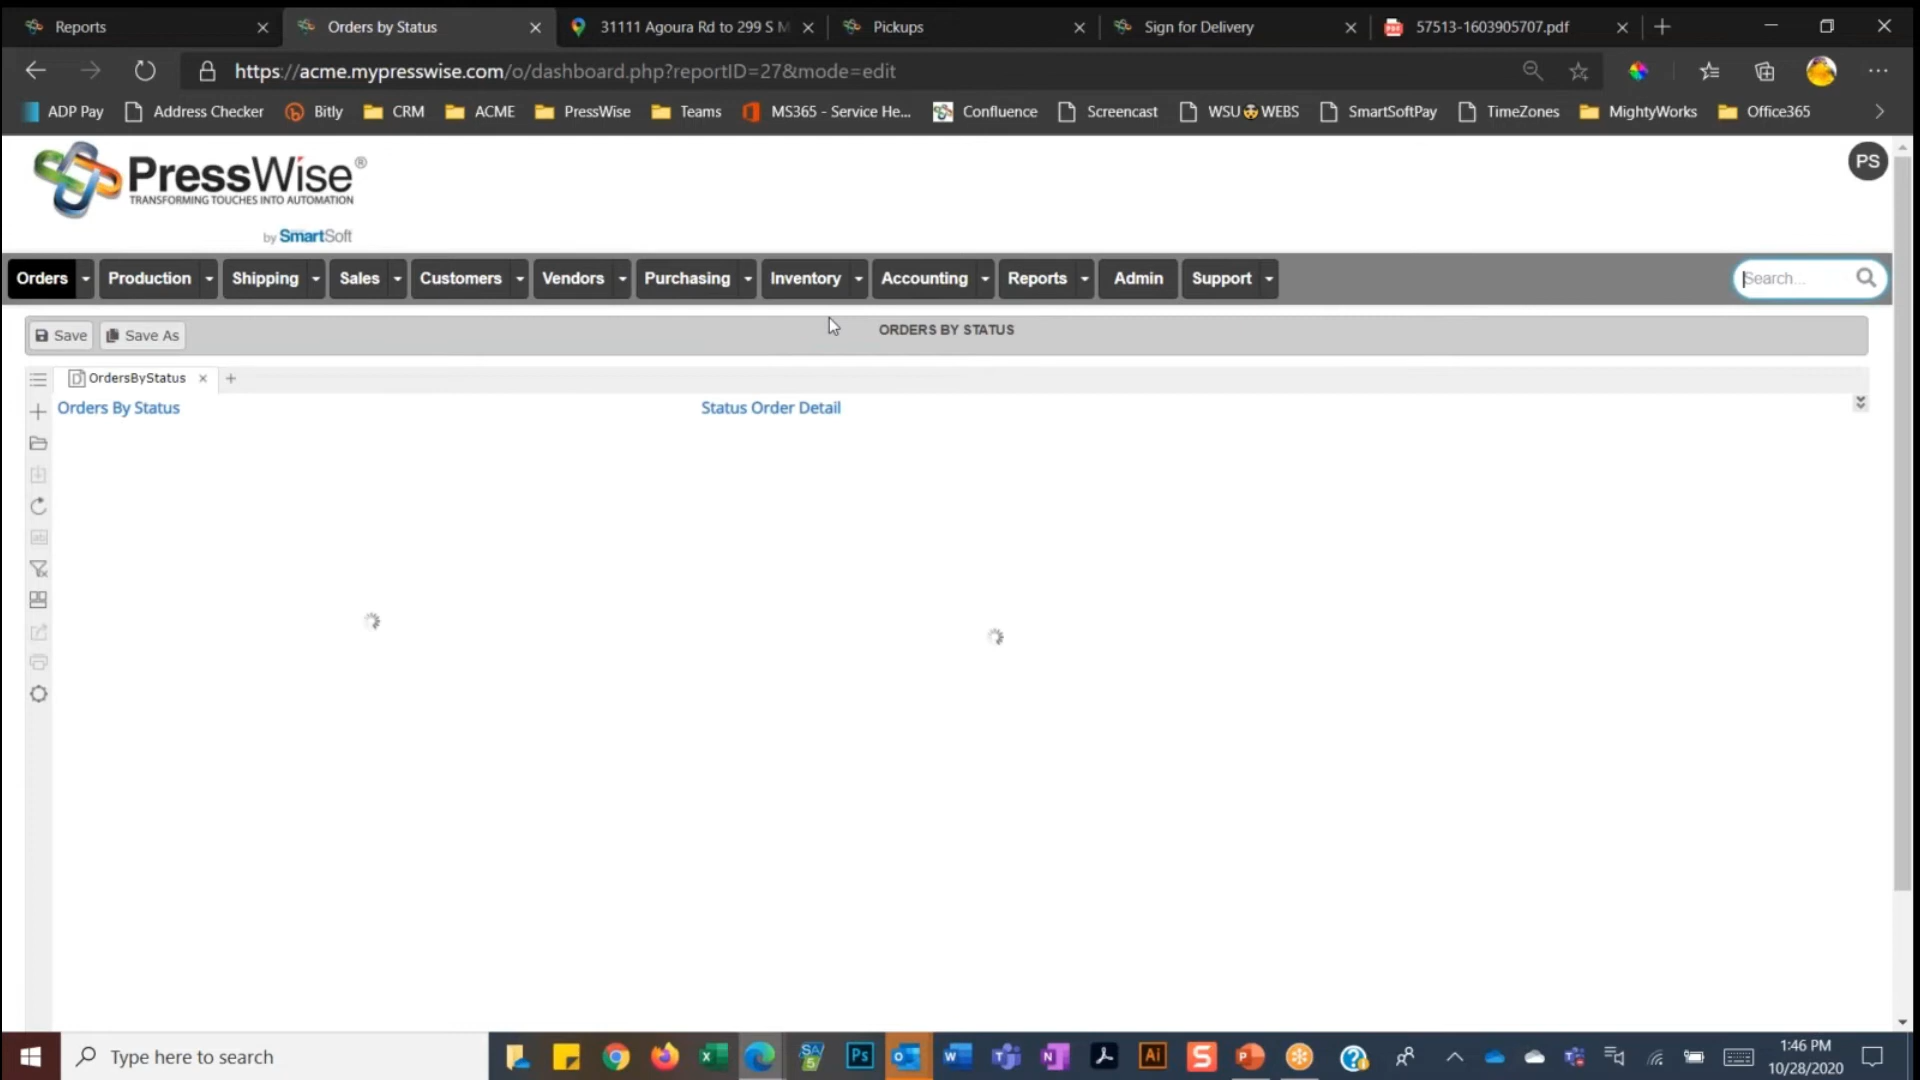 Reports
Orders by Status
31111 Agoura Rd to 299 S M
Pickups
Sign for Delivery
57513-1603905707.pdf
https://acme.mypresswise.com/o/dashboard.php?reportID=27&mode=edit
ADP Pay
Address Checker
Bitly
CRM
ACME
PressWise
Teams
MS365 - Service He...
Confluence
Screencast
WSU WEBS
SmartSoftPay
TimeZones
MightyWorks
Office365
PressWise®
TRANSFORMING TOUCHES INTO AUTOMATION
by SmartSoft
PS
Orders
Production
Shipping
Sales
Customers
Vendors
Purchasing
Inventory
Accounting
Reports
Admin
Support
Search...
Save
Save As
ORDERS BY STATUS
OrdersByStatus
Orders By Status
Status Order Detail
Type here to search
1:46 PM
10/28/2020